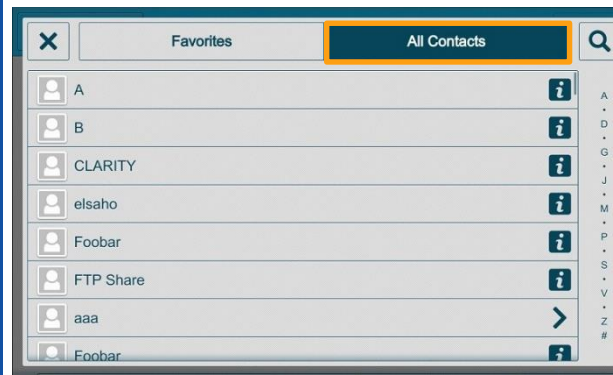 Favorites
All Contacts
A
B
CLARITY
elsaho
Foobar
FTP Share
aaa
Foobar
A
D
G
J
M
P
S
V
Z
#